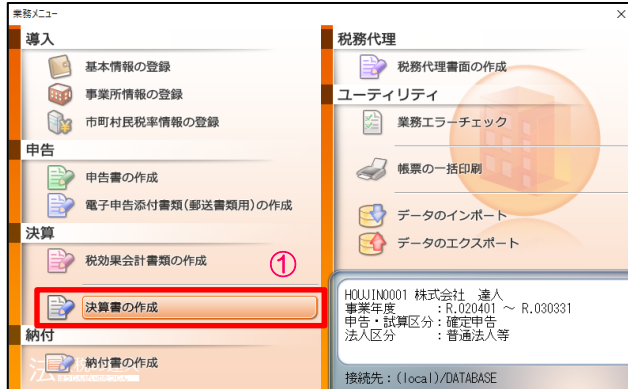 業務メニュー
導入
基本情報の登録
事業所情報の登録
市町村民税率情報の登録
申告
申告書の作成
電子申告添付書類(郵送書類用)の作成
決算
税効果会計書類の作成
①
決算書の作成
納付
納付書の作成
税務代理
税務代理書面の作成
ユーティリティ
業務エラーチェック
帳票の一括印刷
データのインポート
データのエクスポート
HOUJIN0001 株式会社 達人
事業年度 :R.020401 ～ R.030331
申告・試算区分:確定申告
法人区分 :普通法人等
接続先:(local)/DATABASE